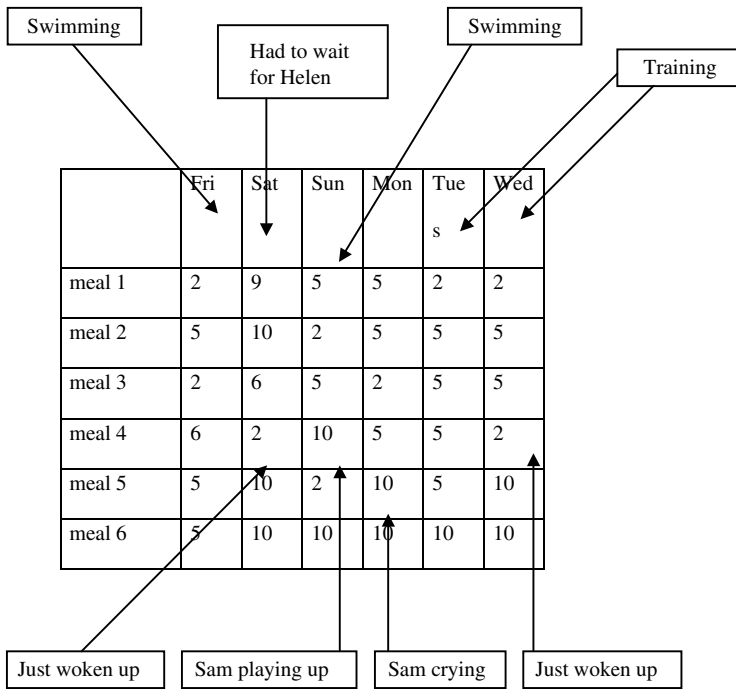 Swimming
Had to wait
for Helen
Swimming
Training
Fri Sat Sun Mon Tue Wed
s
meal 1 2 9 5 5 2 2
meal 2 5 10 2 5 5 5
meal 3 2 6 5 2 5 5
meal 4 6 2 10 5 5 2
meal 5 5 10 2 10 5 10
meal 6 5 10 10 10 10 10
Just woken up
Sam playing up
Sam crying
Just woken up